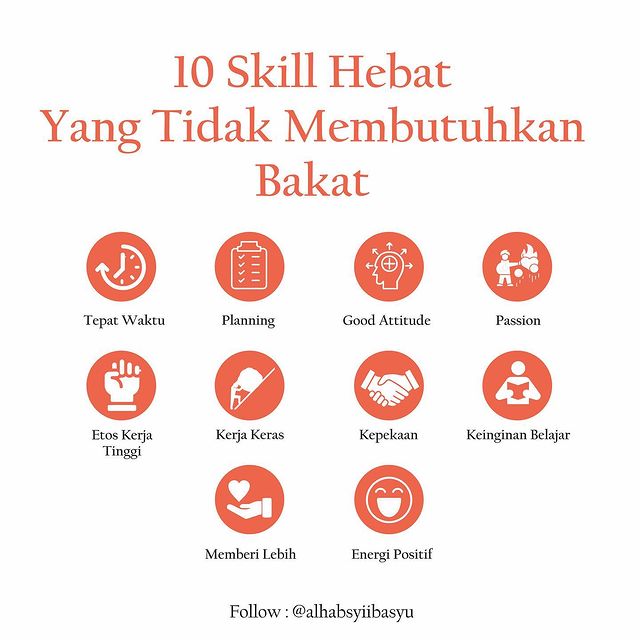 10 Skill Hebat
Yang Tidak Membutuhkan
Bakat
Tepat Waktu
Planning
Good Attitude
Passion
Etos Kerja
Tinggi
Kerja Keras
Kepekaan
Keinginan Belajar
Memberi Lebih
Energi Positif
Follow : @alhabsyiibasyu